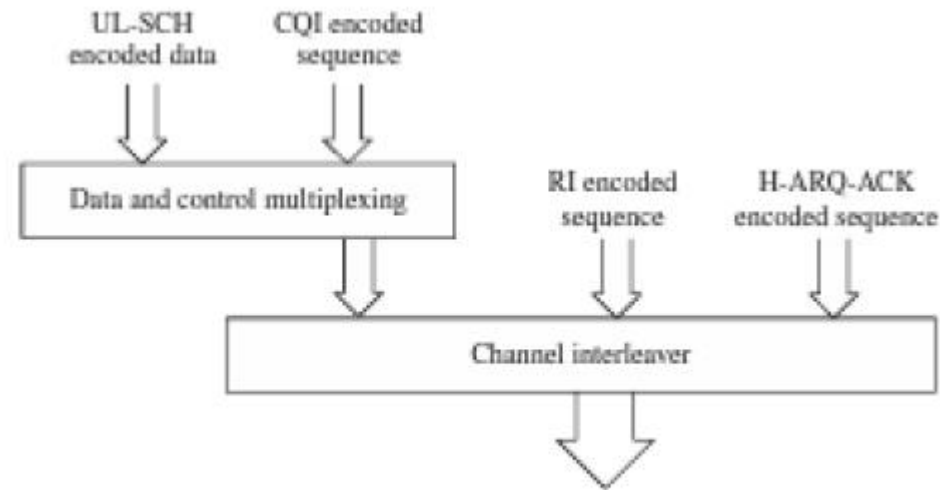 UL-SCH
encoded data
CQI encoded
sequence
Data and control multiplexing
RI encoded
sequence
H-ARQ-ACK
encoded sequence
Channel interleaver